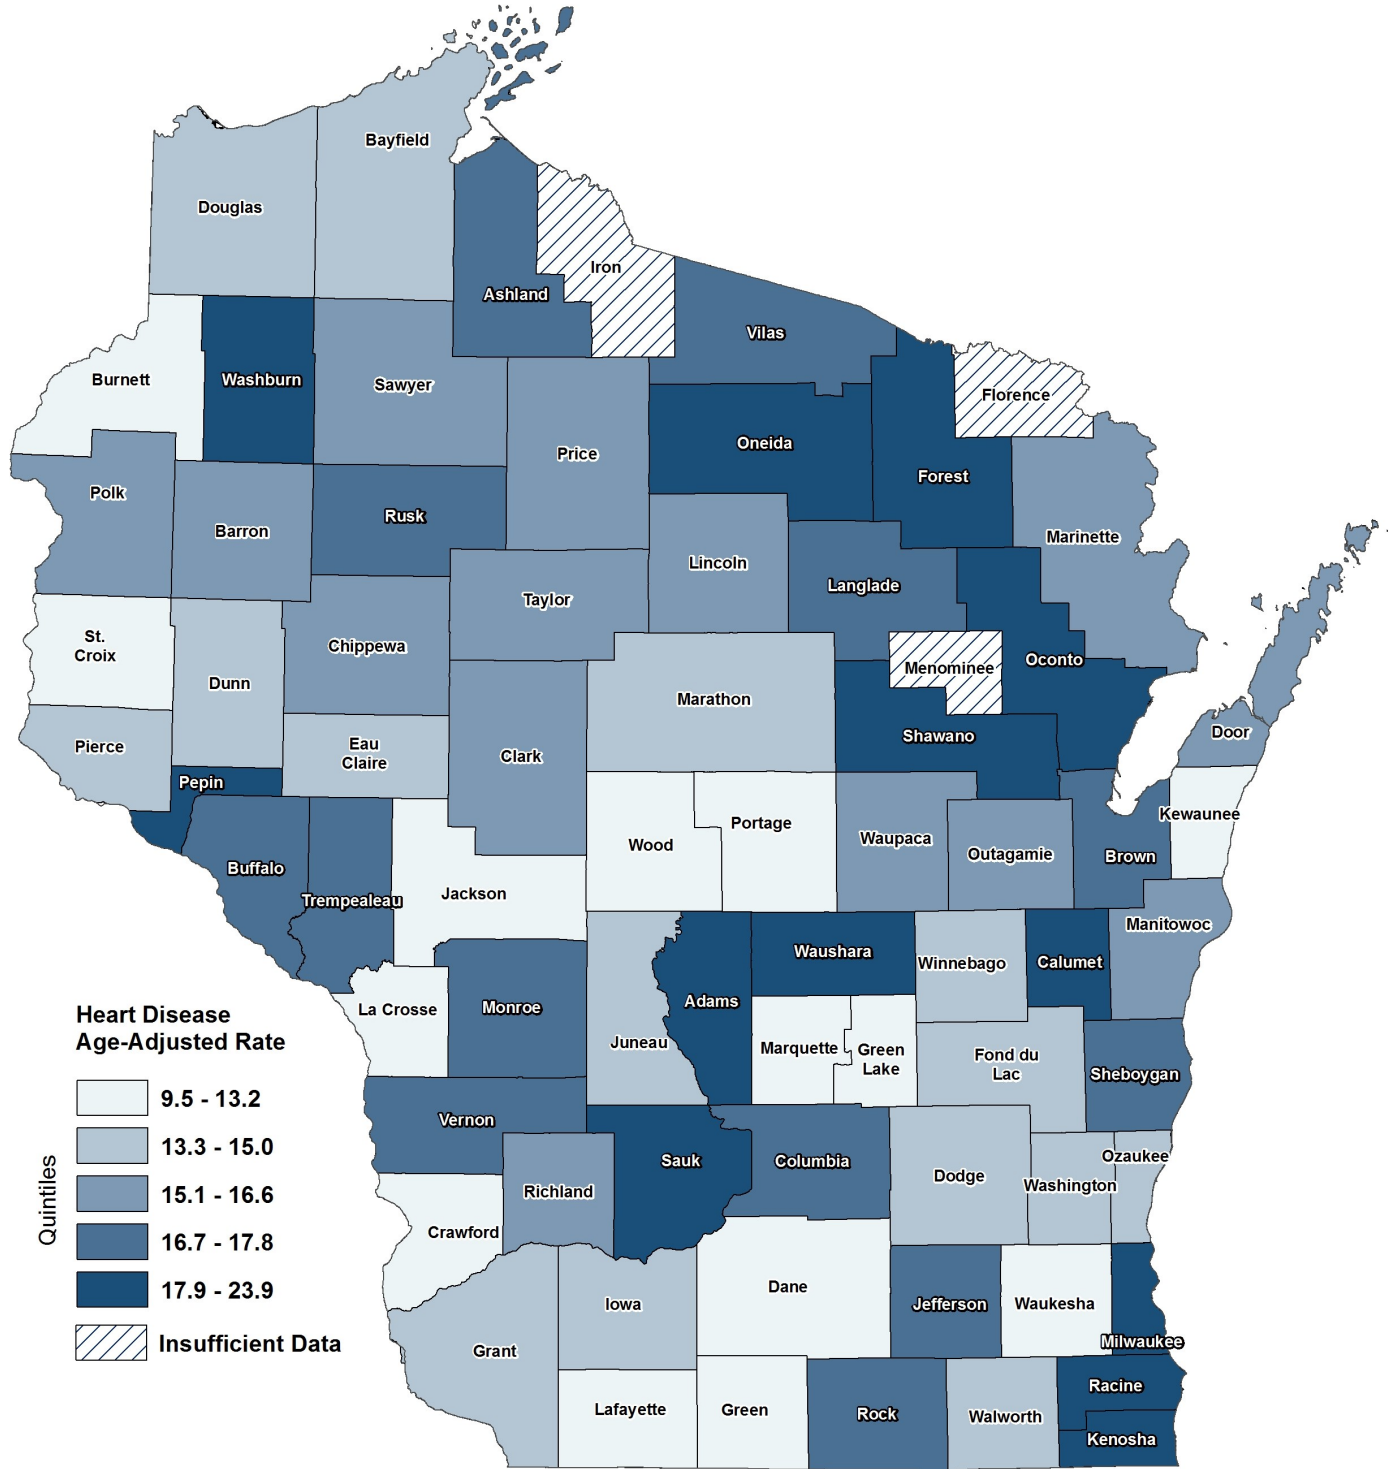 Bayfield
Douglas
Iron
Ashland
Vilas
Burnett
Washburn
Sawyer
Florence
Oneida
Price
Forest
Polk
Rusk
Barron
Marinette
Lincoln
Langlade
Taylor
St.
Croix
Chippewa
Oconto
Menominee
Dunn
Marathon
Door
Shawano
Pierce
Eau
Claire
Clark
Pepin
Kewaunee
Portage
Waupaca
Wood
Outagamie
Brown
Buffalo
Jackson
Trempealeau
Manitowoc
Waushara
Winnebago
Calumet
Adams
La Crosse
Monroe
Juneau
Marquette
Green
Lake
Fond du
Lac
Sheboygan
Vernon
Sauk
Columbia
Ozaukee
Dodge
Washington
Richland
Crawford
Dane
Iowa
Jefferson
Waukesha
Milwaukee
Grant
Racine
Lafayette
Green
Rock
Walworth
Kenosha
Heart Disease
Age-Adjusted Rate
Quintiles
9.5 - 13.2
13.3 - 15.0
15.1 - 16.6
16.7 - 17.8
17.9 - 23.9
Insufficient Data